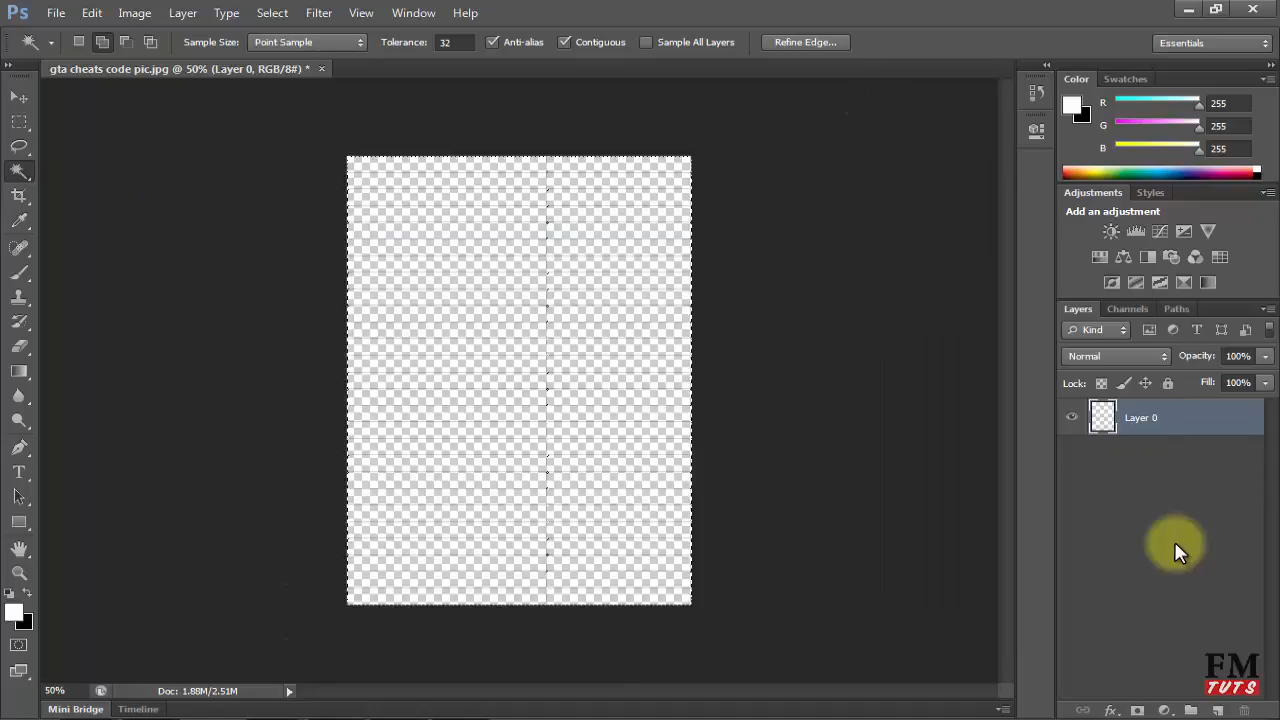 Ps File Edit Image Layer Type Select Filter View Window Help
Sample Size: Point Sample Tolerance: 32 Anti-alias Contiguous Sample All Layers Refine Edge... Essentials
gta cheats code pic.jpg @ 50% (Layer 0, RGB/8#) * ×
Color Swatches
R 255
G 255
B 255
Adjustments Styles
Add an adjustment
Layers Channels Paths
Kind
Normal Opacity: 100%
Lock: Fill: 100%
Layer 0
FM
TUTS
50% Doc: 1.88M/2.51M
fx
Mini Bridge Timeline